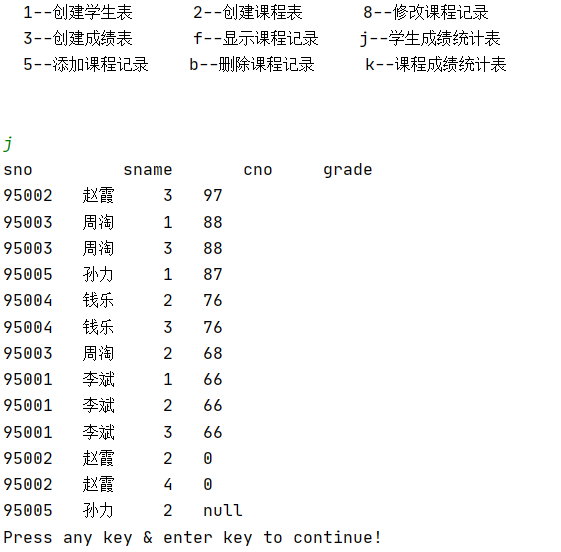 1--创建学生表 2--创建课程表 8--修改课程记录
3--创建成绩表 f--显示课程记录 j--学生成绩统计表
5--添加课程记录 b--删除课程记录 k--课程成绩统计表
j
sno sname cno grade
95002 赵霞 3 97
95003 周淘 1 88
95003 周淘 3 88
95005 孙力 1 87
95004 钱乐 2 76
95004 钱乐 3 76
95003 周淘 2 68
95001 李斌 1 66
95001 李斌 2 66
95001 李斌 3 66
95002 赵霞 2 0
95002 赵霞 4 0
95005 孙力 2 null
Press any key & enter key to continue!